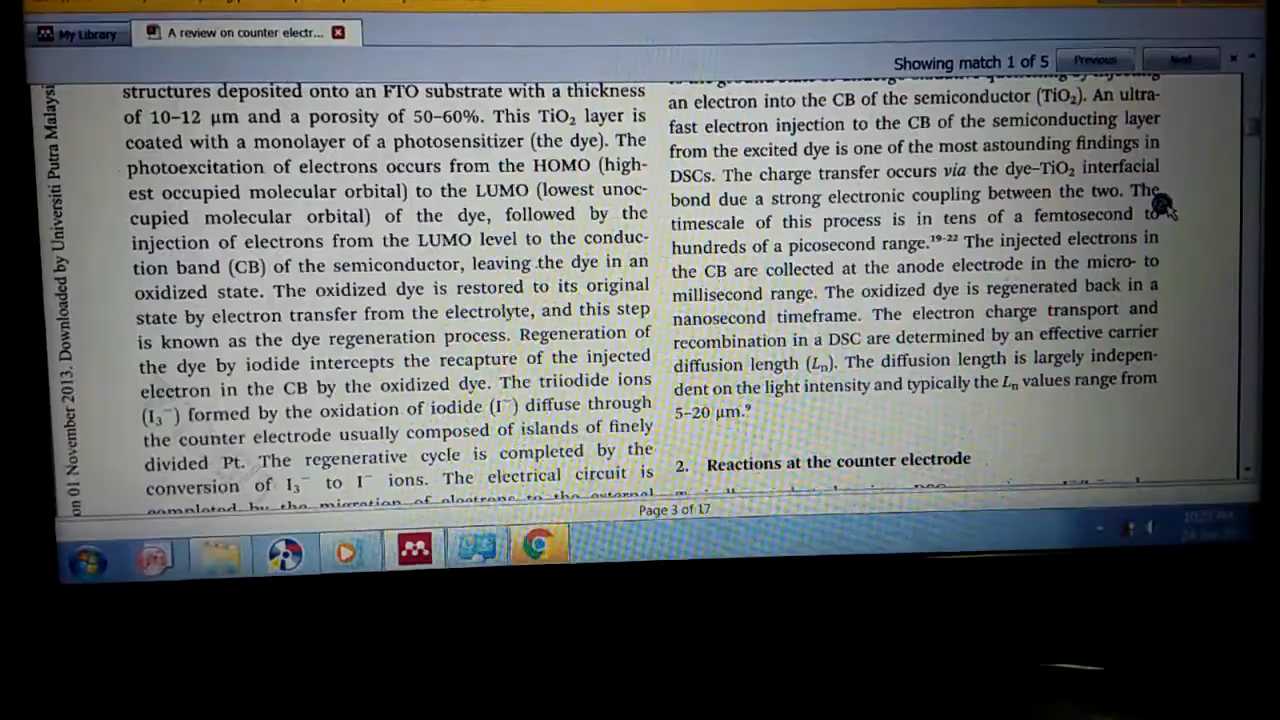 My Library
A review on counter electr...
Showing match 1 of 5
Previous
Next
on 01 November 2013. Downloaded by Universiti Putra Malaysi
structures deposited onto an FTO substrate with a thickness
of 10–12 μm and a porosity of 50–60%. This TiO₂ layer is
coated with a monolayer of a photosensitizer (the dye). The
photoexcitation of electrons occurs from the HOMO (high-
est occupied molecular orbital) to the LUMO (lowest unoc-
cupied molecular orbital) of the dye, followed by the
injection of electrons from the LUMO level to the conduc-
tion band (CB) of the semiconductor, leaving the dye in an
oxidized state. The oxidized dye is restored to its original
state by electron transfer from the electrolyte, and this step
is known as the dye regeneration process. Regeneration of
the dye by iodide intercepts the recapture of the injected
electron in the CB by the oxidized dye. The triiodide ions
(I₃⁻) formed by the oxidation of iodide (I⁻) diffuse through
the counter electrode usually composed of islands of finely
divided Pt. The regenerative cycle is completed by the
conversion of I₃⁻ to I⁻ ions. The electrical circuit is
completed by the migration of electrons to the external
an electron into the CB of the semiconductor (TiO₂). An ultra-
fast electron injection to the CB of the semiconducting layer
from the excited dye is one of the most astounding findings in
DSCs. The charge transfer occurs via the dye–TiO₂ interfacial
bond due a strong electronic coupling between the two. The
timescale of this process is in tens of a femtosecond to
hundreds of a picosecond range.¹⁹⁻²² The injected electrons in
the CB are collected at the anode electrode in the micro- to
millisecond range. The oxidized dye is regenerated back in a
nanosecond timeframe. The electron charge transport and
recombination in a DSC are determined by an effective carrier
diffusion length (Lₙ). The diffusion length is largely indepen-
dent on the light intensity and typically the Lₙ values range from
5–20 μm.⁹
2. Reactions at the counter electrode
Page 3 of 17